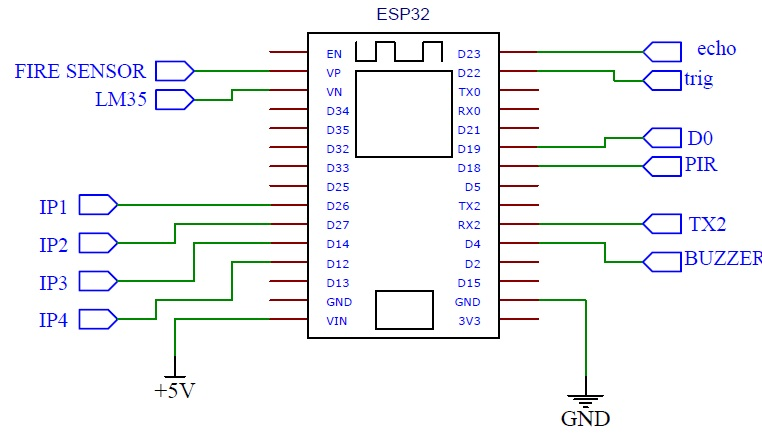 ESP32
EN D23 echo
FIRE SENSOR VP D22 trig
LM35 VN TX0
D34 RX0
D35 D21
D32 D19 D0
D33 D18 PIR
D25 D5
IP1 D26 TX2
IP2 D27 RX2 TX2
D14 D4
IP3 D12 D2 BUZZER
D13 D15
IP4 GND GND
VIN 3V3
+5V
GND